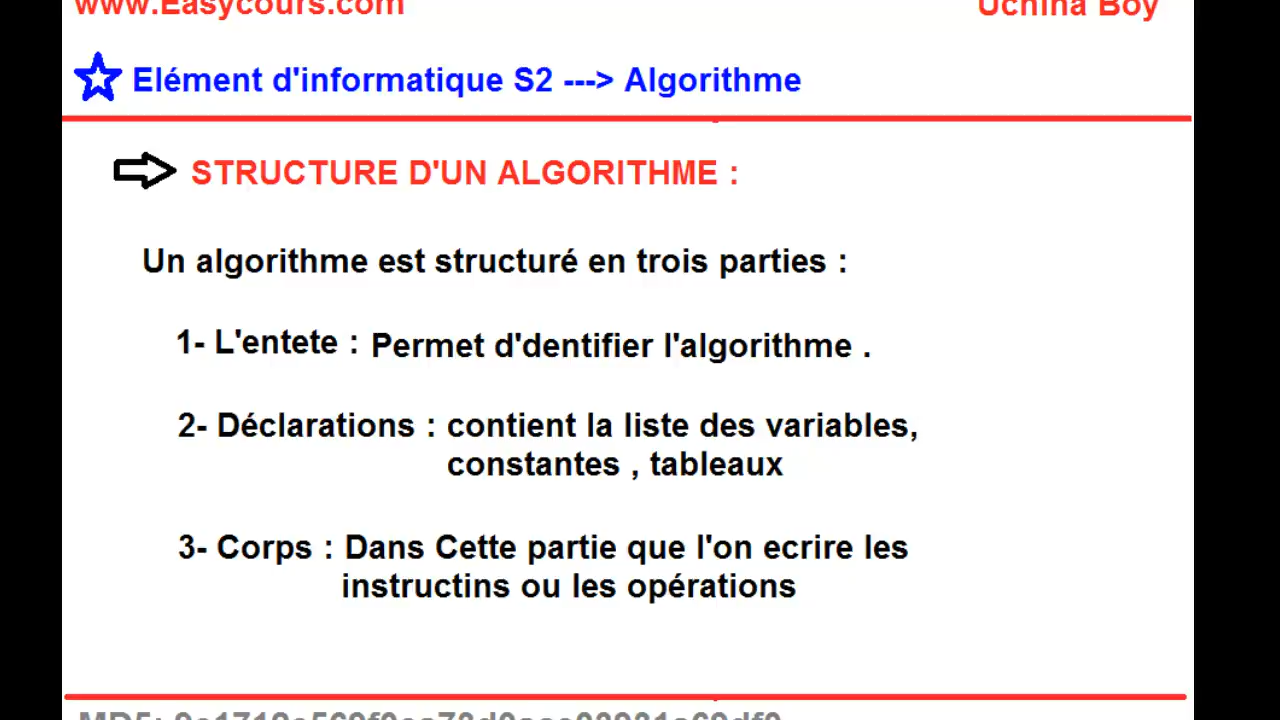 www.Easycours.com
Uchiha Boy
Elément d'informatique S2 ---> Algorithme
STRUCTURE D'UN ALGORITHME :
Un algorithme est structuré en trois parties :
1- L'entete : Permet d'dentifier l'algorithme .
2- Déclarations : contient la liste des variables,
constantes , tableaux
3- Corps : Dans Cette partie que l'on ecrire les
instructins ou les opérations
MD5: